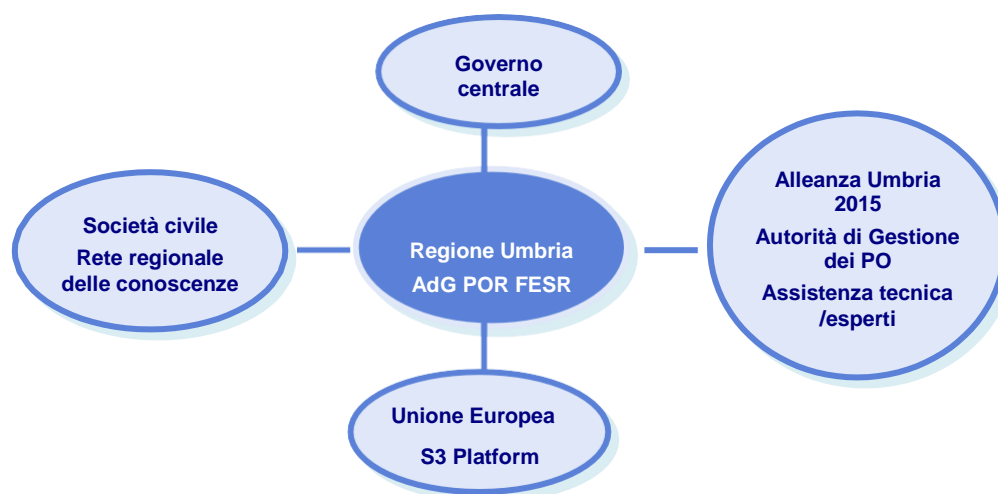 Governo
centrale
Società civile
Rete regionale
delle conoscenze
Regione Umbria
AdG POR FESR
Alleanza Umbria
2015
Autorità di Gestione
dei PO
Assistenza tecnica
/esperti
Unione Europea
S3 Platform